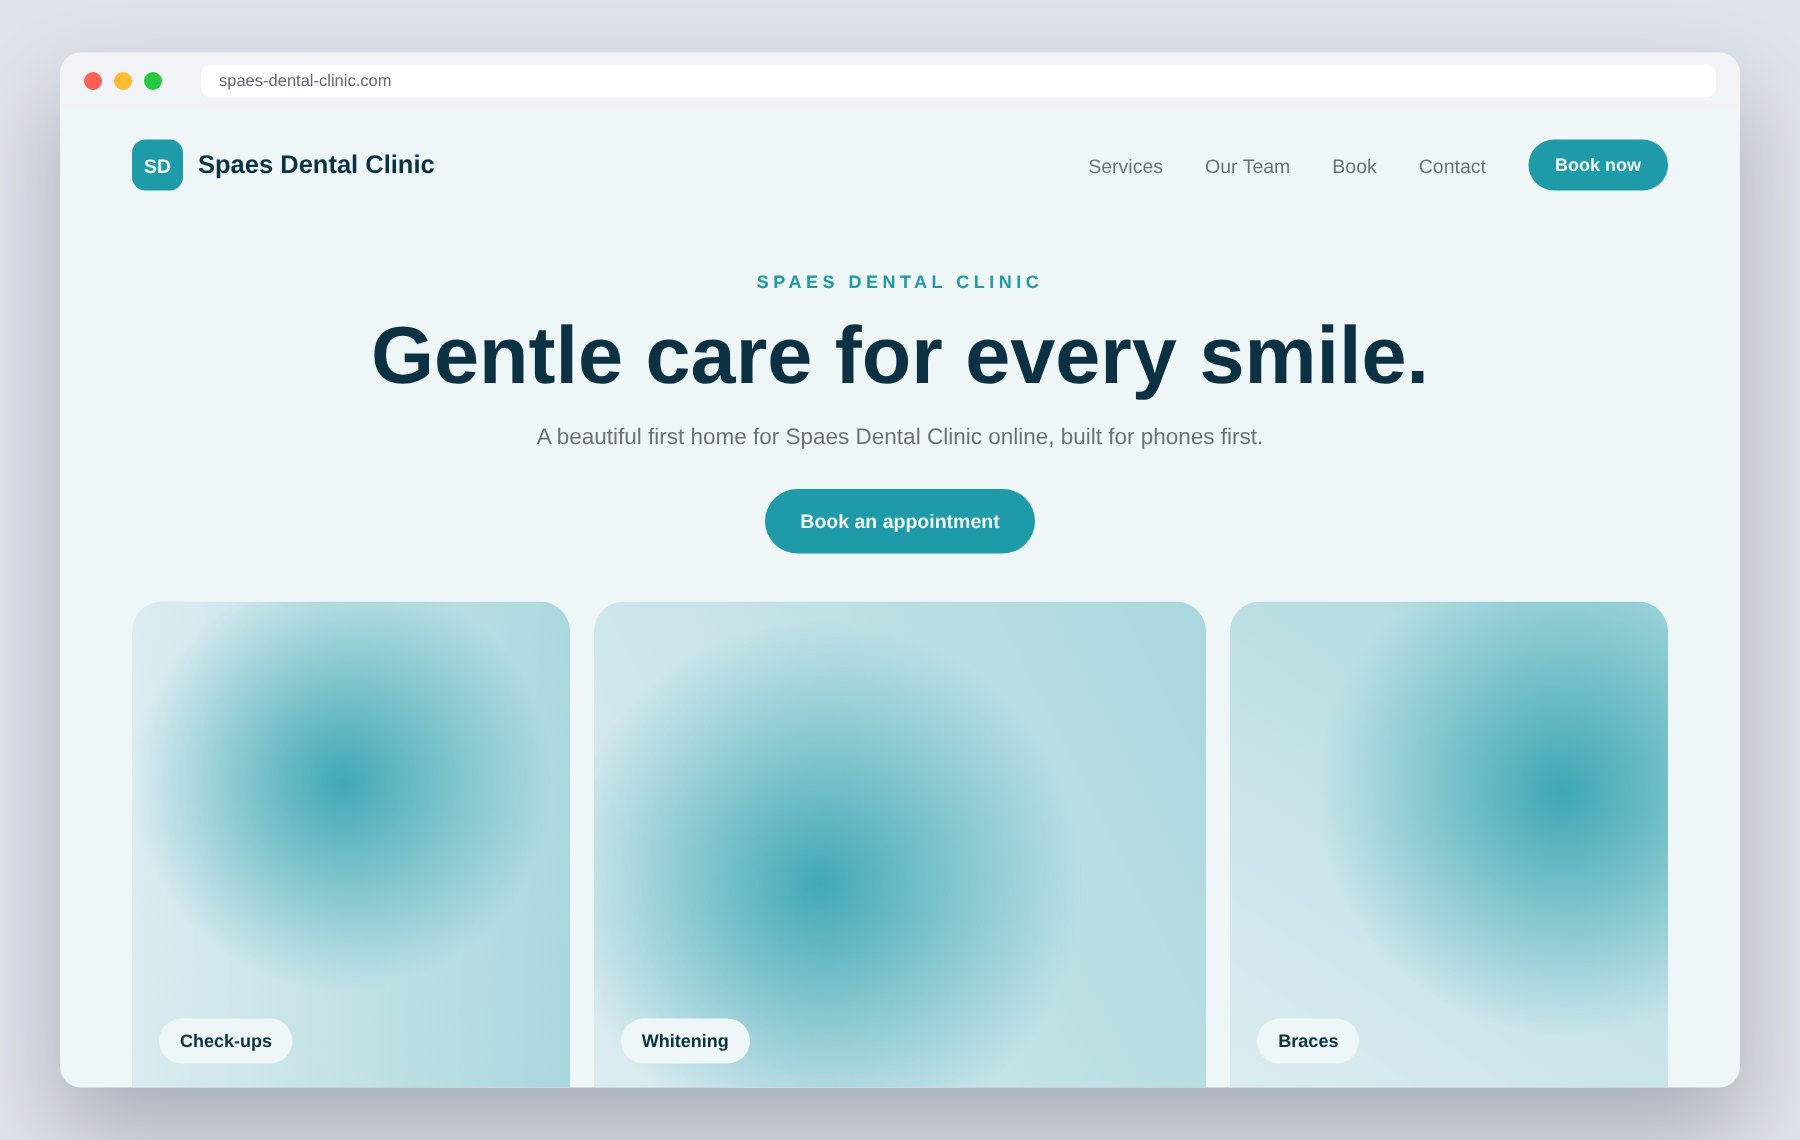 spaes-dental-clinic.com
SD Spaes Dental Clinic Services Our Team Book Contact Book now
SPAES DENTAL CLINIC
Gentle care for every smile.
A beautiful first home for Spaes Dental Clinic online, built for phones first.
Book an appointment
Check-ups Whitening Braces